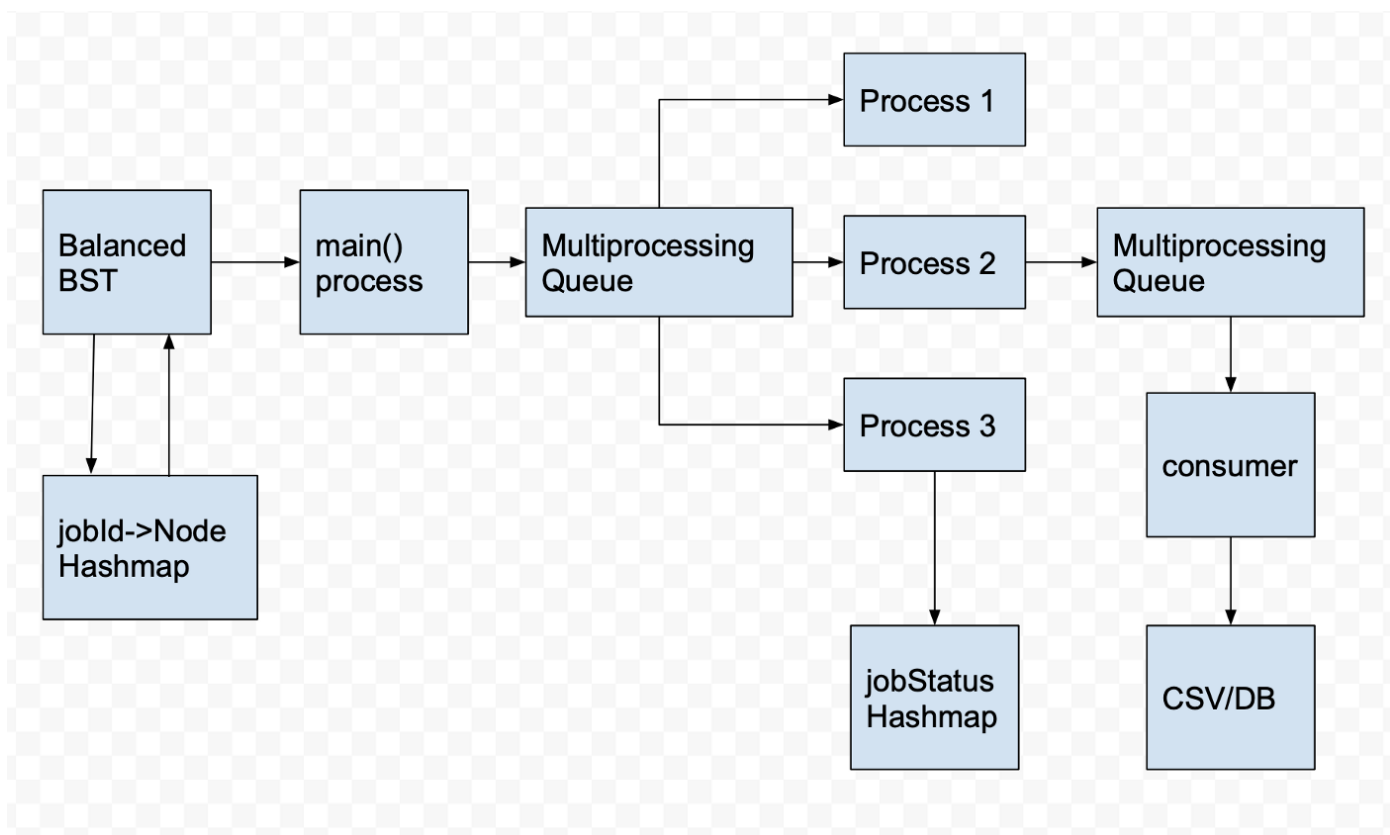 Process 1
Balanced
BST
main()
process
Multiprocessing
Queue
Process 2
Multiprocessing
Queue
Process 3
consumer
jobId->Node
Hashmap
jobStatus
Hashmap
CSV/DB